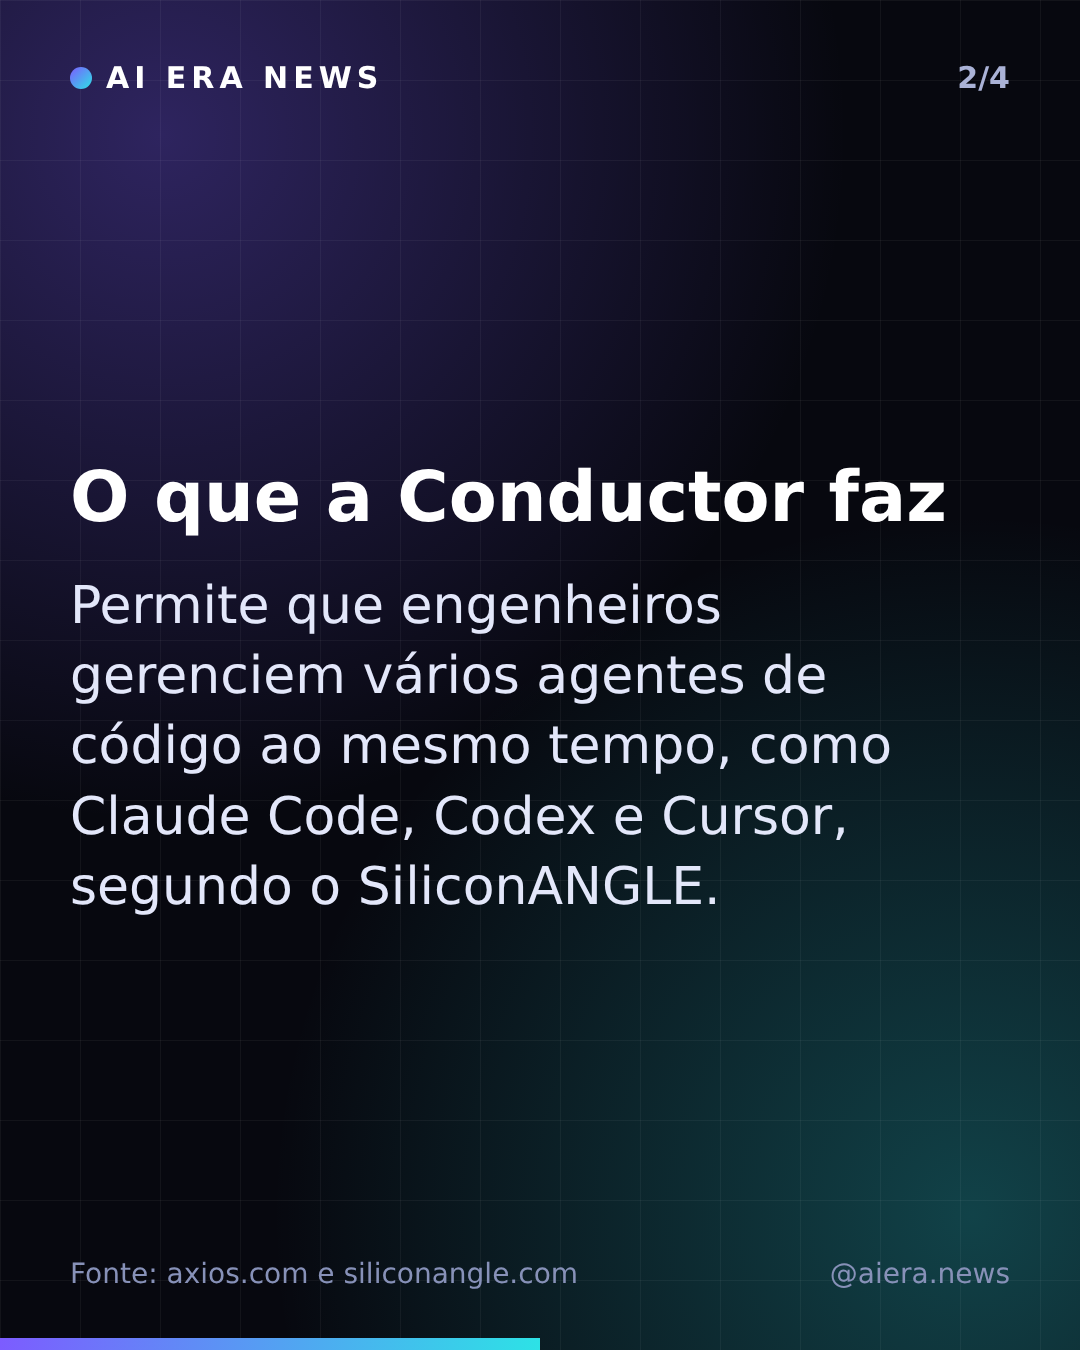 AI ERA NEWS
2/4
O que a Conductor faz
Permite que engenheiros
gerenciem vários agentes de
código ao mesmo tempo, como
Claude Code, Codex e Cursor,
segundo o SiliconANGLE.
Fonte: axios.com e siliconangle.com
@aiera.news